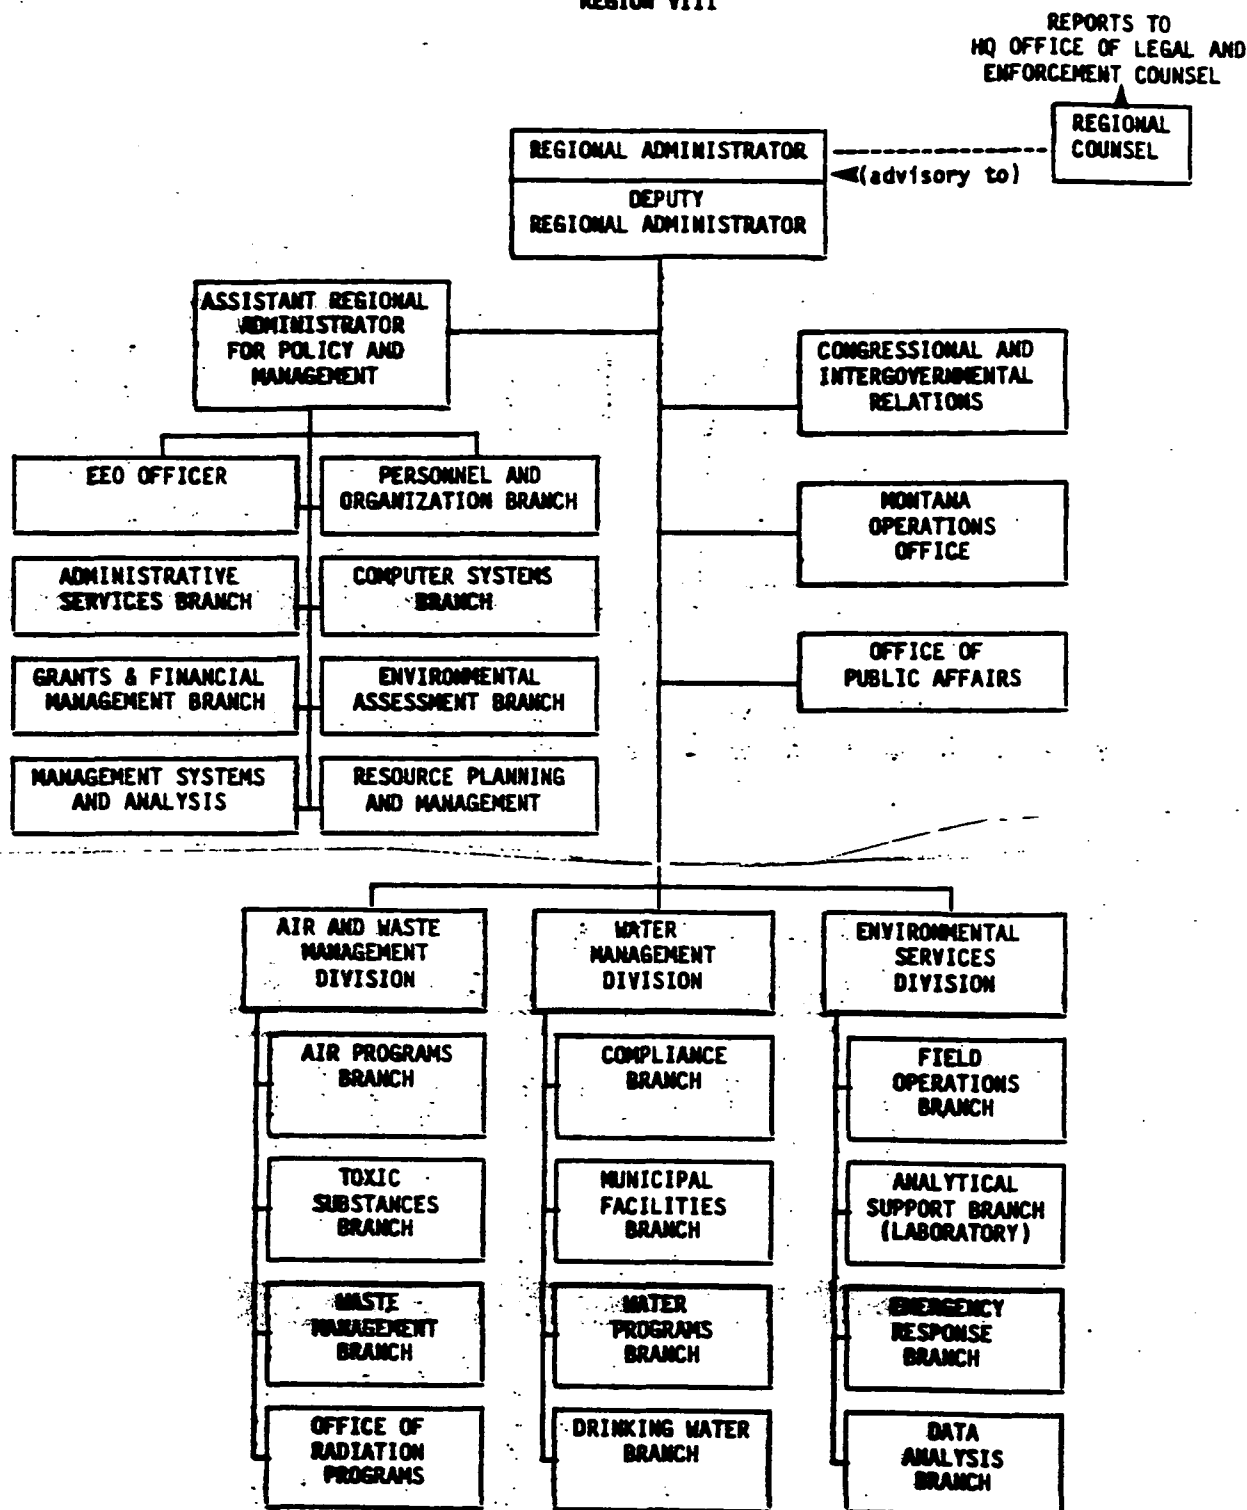 REGION VIII
REPORTS TO
HQ OFFICE OF LEGAL AND
ENFORCEMENT COUNSEL
REGIONAL
COUNSEL
REGIONAL ADMINISTRATOR
(advisory to)
DEPUTY
REGIONAL ADMINISTRATOR
ASSISTANT REGIONAL
ADMINISTRATOR
FOR POLICY AND
MANAGEMENT
CONGRESSIONAL AND
INTERGOVERNMENTAL
RELATIONS
EEO OFFICER
PERSONNEL AND
ORGANIZATION BRANCH
MONTANA
OPERATIONS
OFFICE
ADMINISTRATIVE
SERVICES BRANCH
COMPUTER SYSTEMS
BRANCH
GRANTS & FINANCIAL
MANAGEMENT BRANCH
ENVIRONMENTAL
ASSESSMENT BRANCH
OFFICE OF
PUBLIC AFFAIRS
MANAGEMENT SYSTEMS
AND ANALYSIS
RESOURCE PLANNING
AND MANAGEMENT
AIR AND WASTE
MANAGEMENT
DIVISION
WATER
MANAGEMENT
DIVISION
ENVIRONMENTAL
SERVICES
DIVISION
AIR PROGRAMS
BRANCH
COMPLIANCE
BRANCH
FIELD
OPERATIONS
BRANCH
TOXIC
SUBSTANCES
BRANCH
MUNICIPAL
FACILITIES
BRANCH
ANALYTICAL
SUPPORT BRANCH
(LABORATORY)
WASTE
MANAGEMENT
BRANCH
WATER
PROGRAMS
BRANCH
EMERGENCY
RESPONSE
BRANCH
OFFICE OF
RADIATION
PROGRAMS
DRINKING WATER
BRANCH
DATA
ANALYSIS
BRANCH